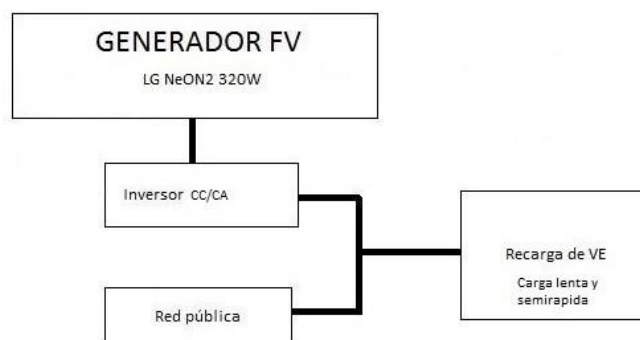 GENERADOR FV
LG NeON2 320W
Inversor CC/CA
Recarga de VE
Carga lenta y
semirapida
Red pública